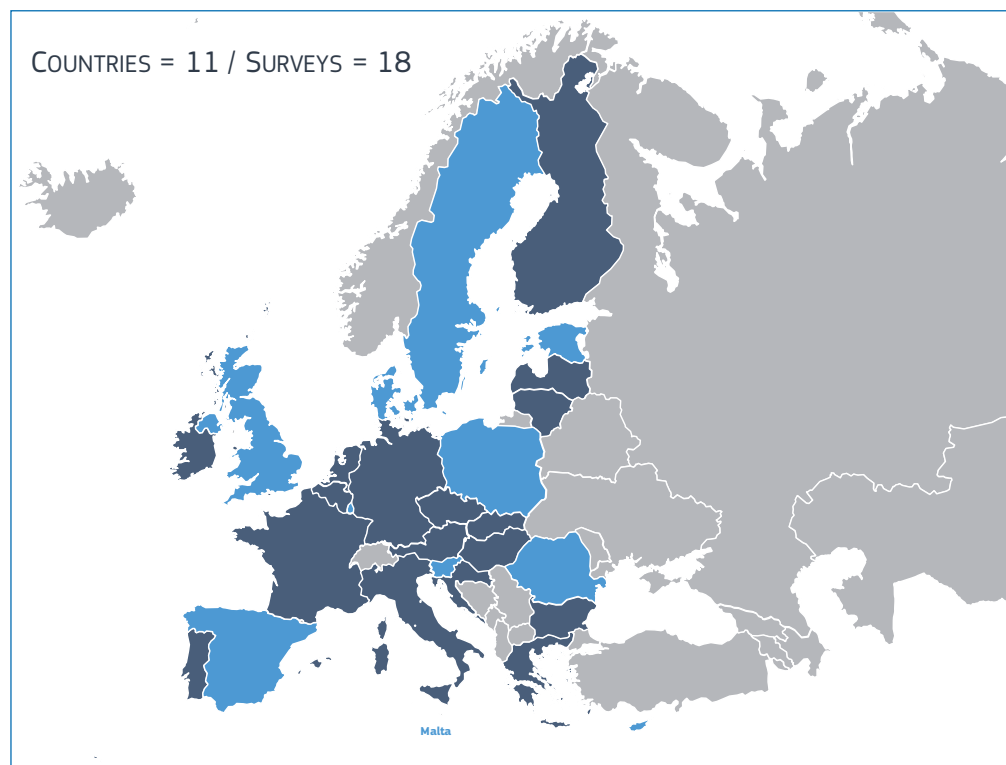 COUNTRIES = 11 / SURVEYS = 18
Malta